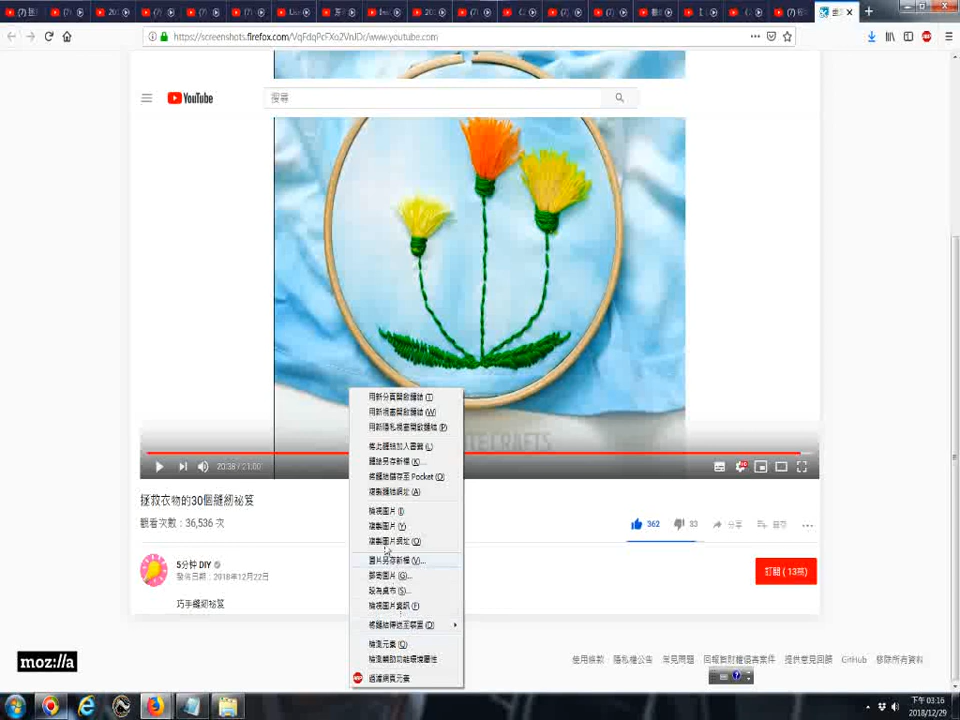 https://screenshots.firefox.com/VqFdqPcFXo2VnJDc/www.youtube.com
YouTube
搜尋
20:38 / 21:00
拯救衣物的30個縫紉祕笈
觀看次數：36,536 次
362
33
分享
5分钟 DIY
發佈日期：2018年12月22日
訂閱 (13萬)
巧手縫紉祕笈
用新分頁開啟鏈結 (T)
用新視窗開啟鏈結 (W)
用新隱私視窗開啟鏈結 (P)
將此鏈結加入書籤 (L)
鏈結另存新檔 (K)...
將鏈結儲存至 Pocket (O)
複製鏈結網址 (A)
檢視圖片 (I)
複製圖片 (Y)
複製圖片網址 (O)
圖片另存新檔 (V)...
郵寄圖片 (G)...
設為桌布 (S)...
檢視圖片資訊 (F)
將鏈結傳送至裝置 (D)
檢測元素 (Q)
檢測輔助功能環境屬性
過濾網頁元素
moz://a
使用條款
隱私權公告
常見問題
回報智財權侵害案件
提供意見回饋
GitHub
移除所有資料
下午 03:16
2018/12/29